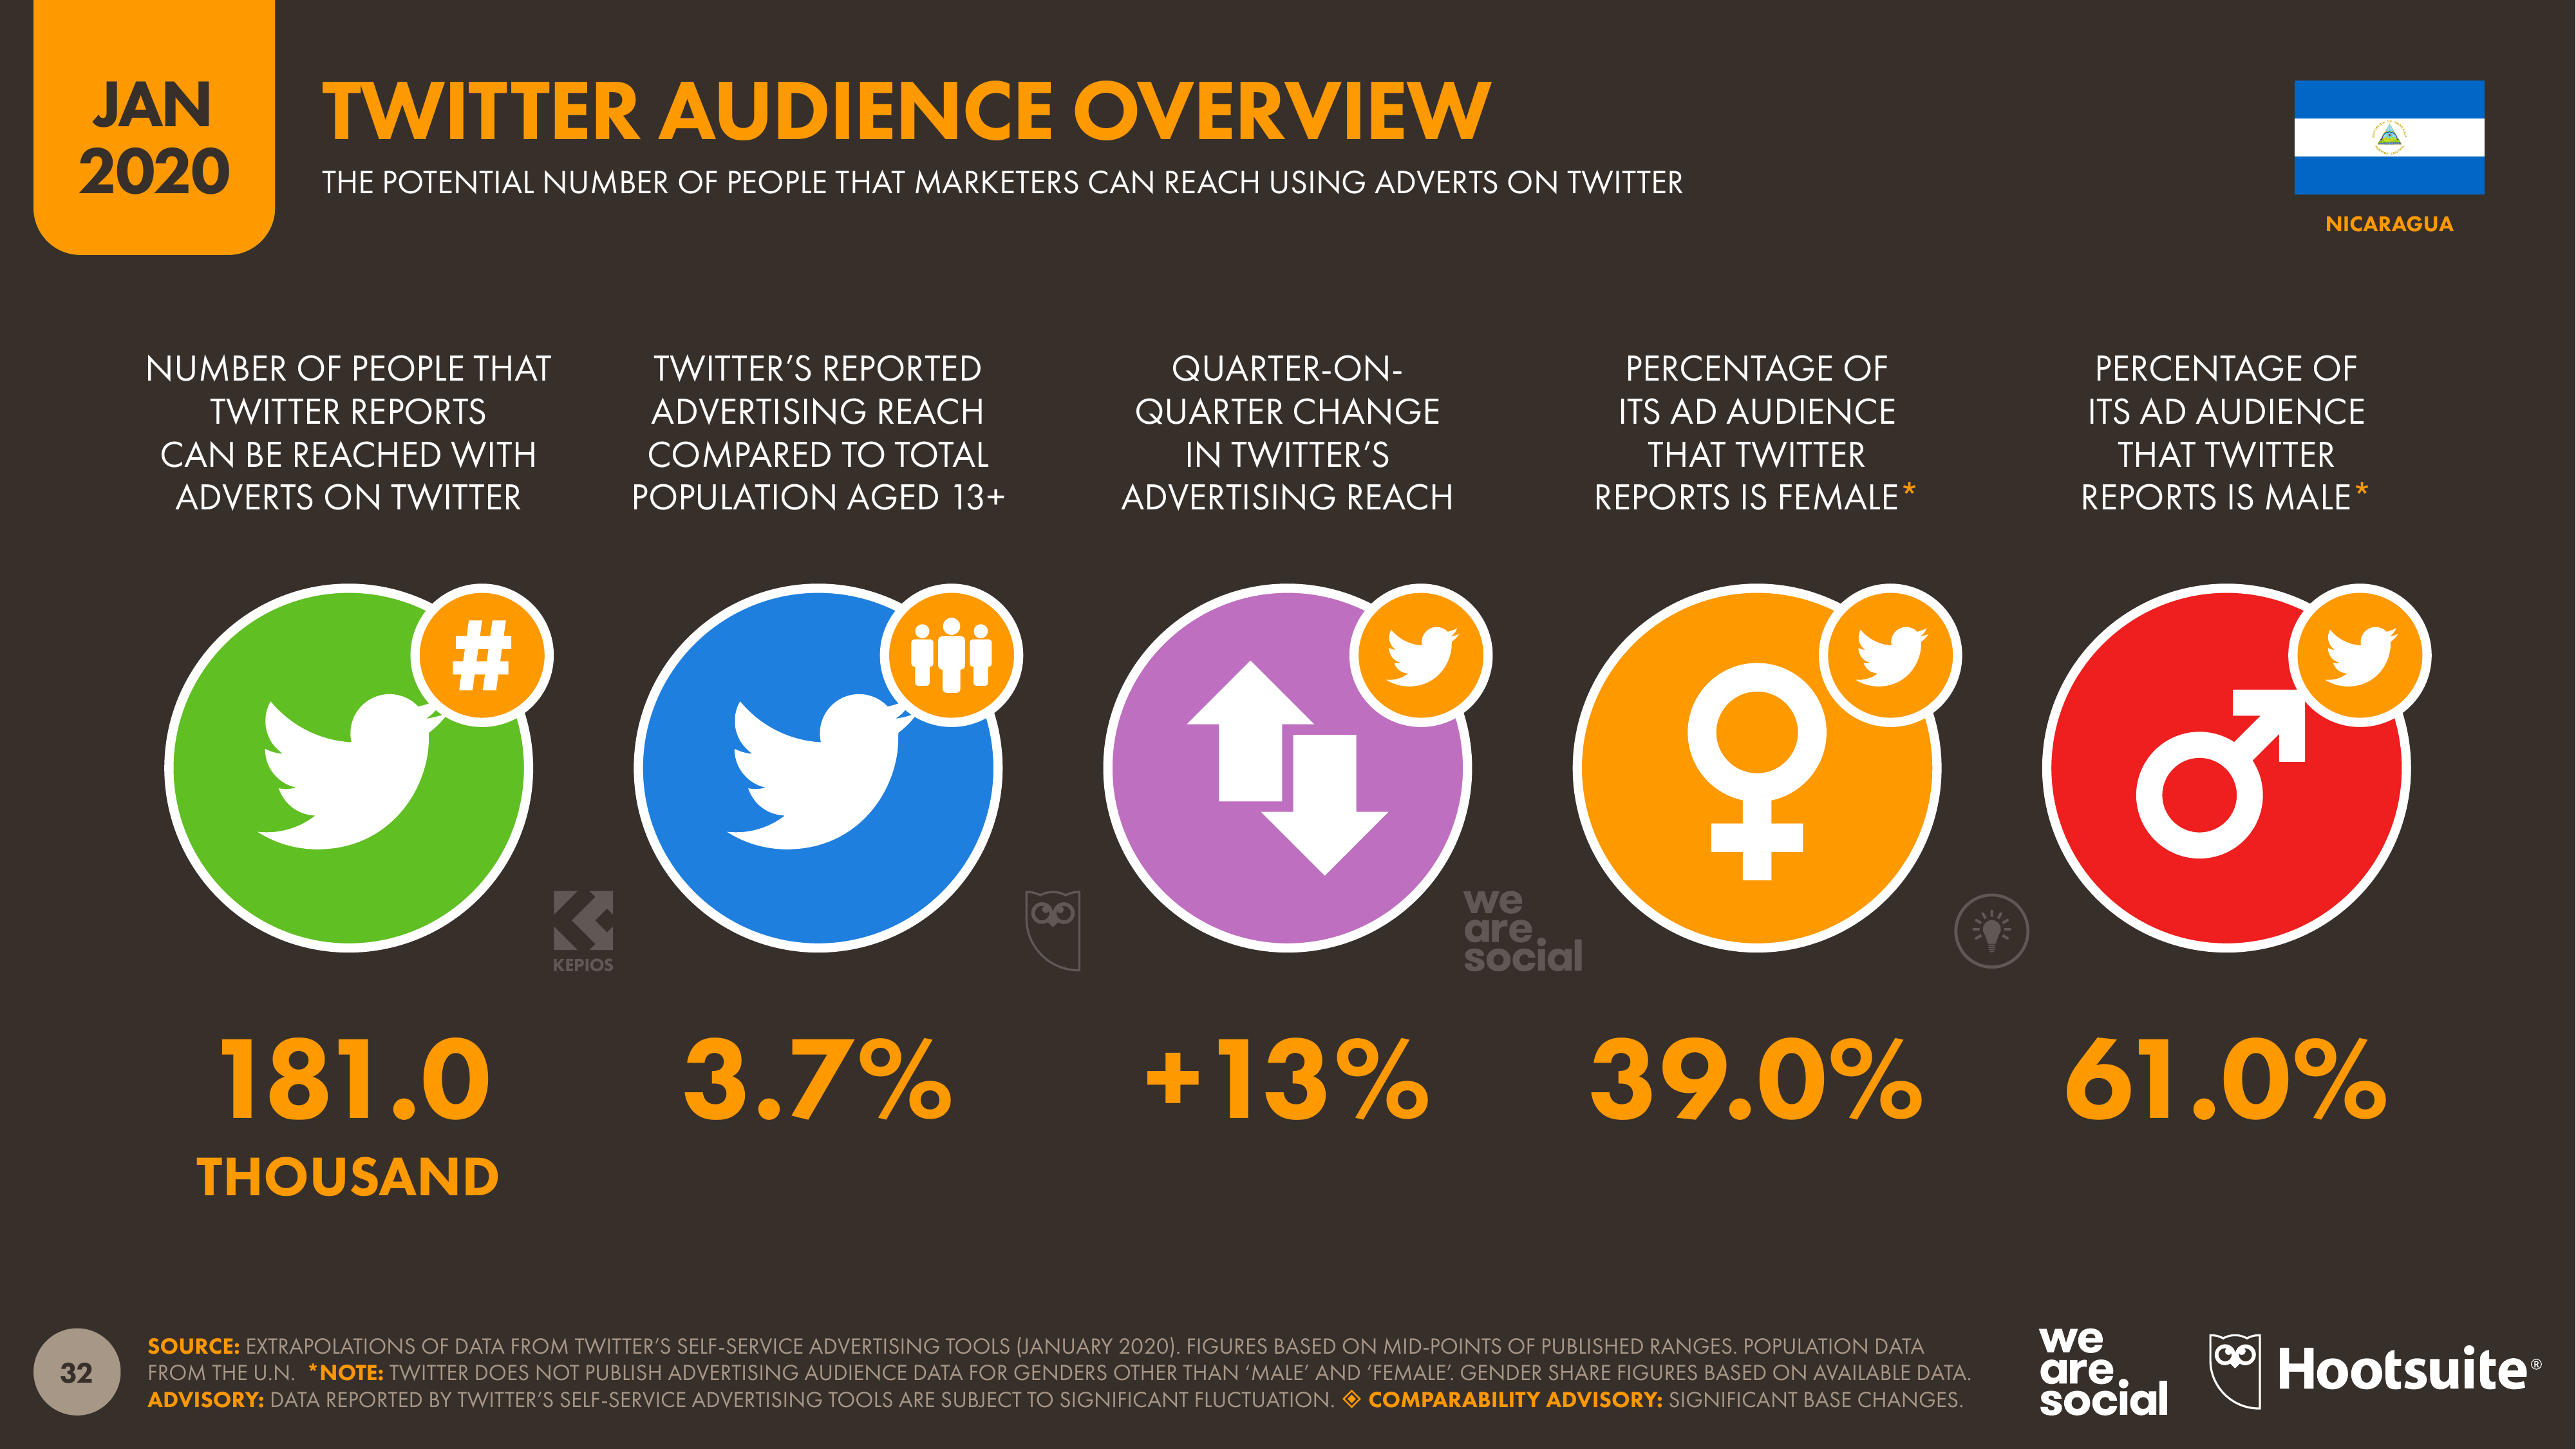 JAN
2020
TWITTER AUDIENCE OVERVIEW
THE POTENTIAL NUMBER OF PEOPLE THAT MARKETERS CAN REACH USING ADVERTS ON TWITTER
NICARAGUA
NUMBER OF PEOPLE THAT
TWITTER REPORTS
CAN BE REACHED WITH
ADVERTS ON TWITTER
TWITTER’S REPORTED
ADVERTISING REACH
COMPARED TO TOTAL
POPULATION AGED 13+
QUARTER-ON-
QUARTER CHANGE
IN TWITTER’S
ADVERTISING REACH
PERCENTAGE OF
ITS AD AUDIENCE
THAT TWITTER
REPORTS IS FEMALE*
PERCENTAGE OF
ITS AD AUDIENCE
THAT TWITTER
REPORTS IS MALE*
#
KEPIOS
we
are
social
181.0
THOUSAND
3.7%
+13%
39.0%
61.0%
32
SOURCE: EXTRAPOLATIONS OF DATA FROM TWITTER’S SELF-SERVICE ADVERTISING TOOLS (JANUARY 2020). FIGURES BASED ON MID-POINTS OF PUBLISHED RANGES. POPULATION DATA
FROM THE U.N. *NOTE: TWITTER DOES NOT PUBLISH ADVERTISING AUDIENCE DATA FOR GENDERS OTHER THAN ‘MALE’ AND ‘FEMALE’. GENDER SHARE FIGURES BASED ON AVAILABLE DATA.
ADVISORY: DATA REPORTED BY TWITTER’S SELF-SERVICE ADVERTISING TOOLS ARE SUBJECT TO SIGNIFICANT FLUCTUATION. ◈ COMPARABILITY ADVISORY: SIGNIFICANT BASE CHANGES.
we
are
social
Hootsuite®